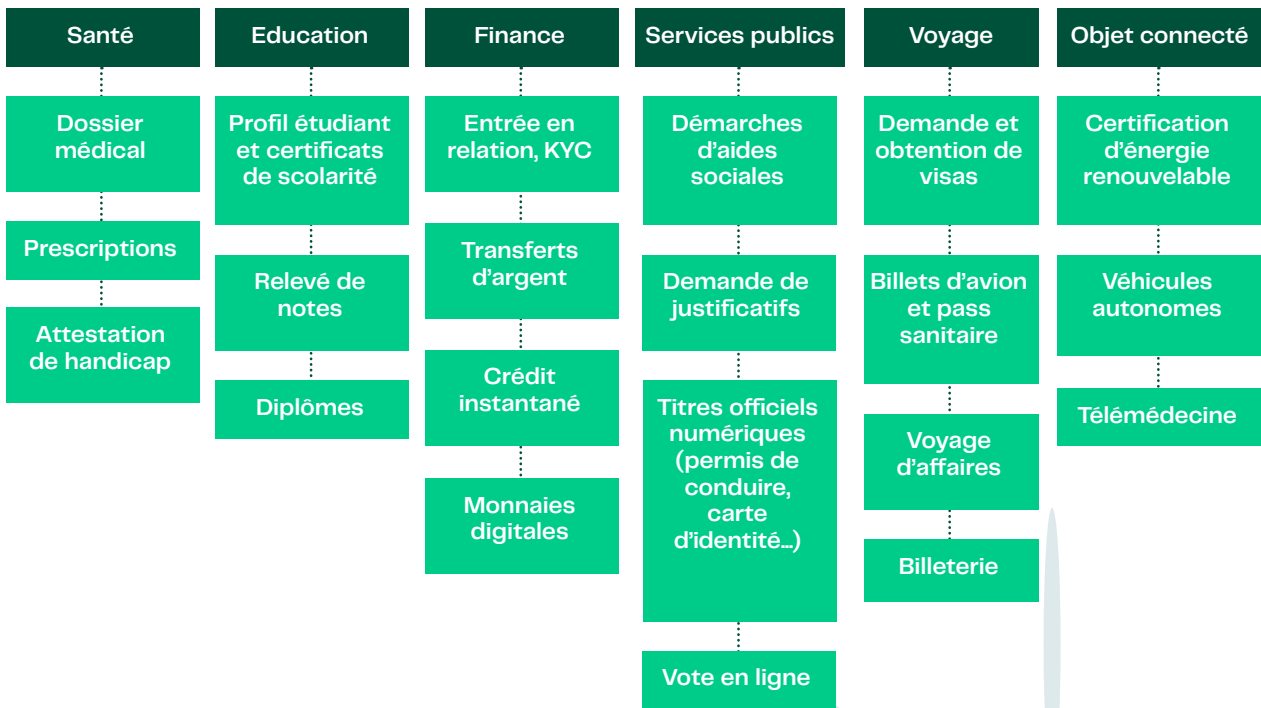 Santé
Dossier
médical
Prescriptions
Attestation
de handicap
Education
Profil étudiant
et certificats
de scolarité
Relevé de
notes
Diplômes
Finance
Entrée en
relation, KYC
Transferts
d’argent
Crédit
instantané
Monnaies
digitales
Services publics
Démarches
d’aides
sociales
Demande de
justificatifs
Titres officiels
numériques
(permis de
conduire,
carte
d’identité...)
Vote en ligne
Voyage
Demande et
obtention de
visas
Billets d’avion
et pass
sanitaire
Voyage
d’affaires
Billeterie
Objet connecté
Certification
d’énergie
renouvelable
Véhicules
autonomes
Télémédecine